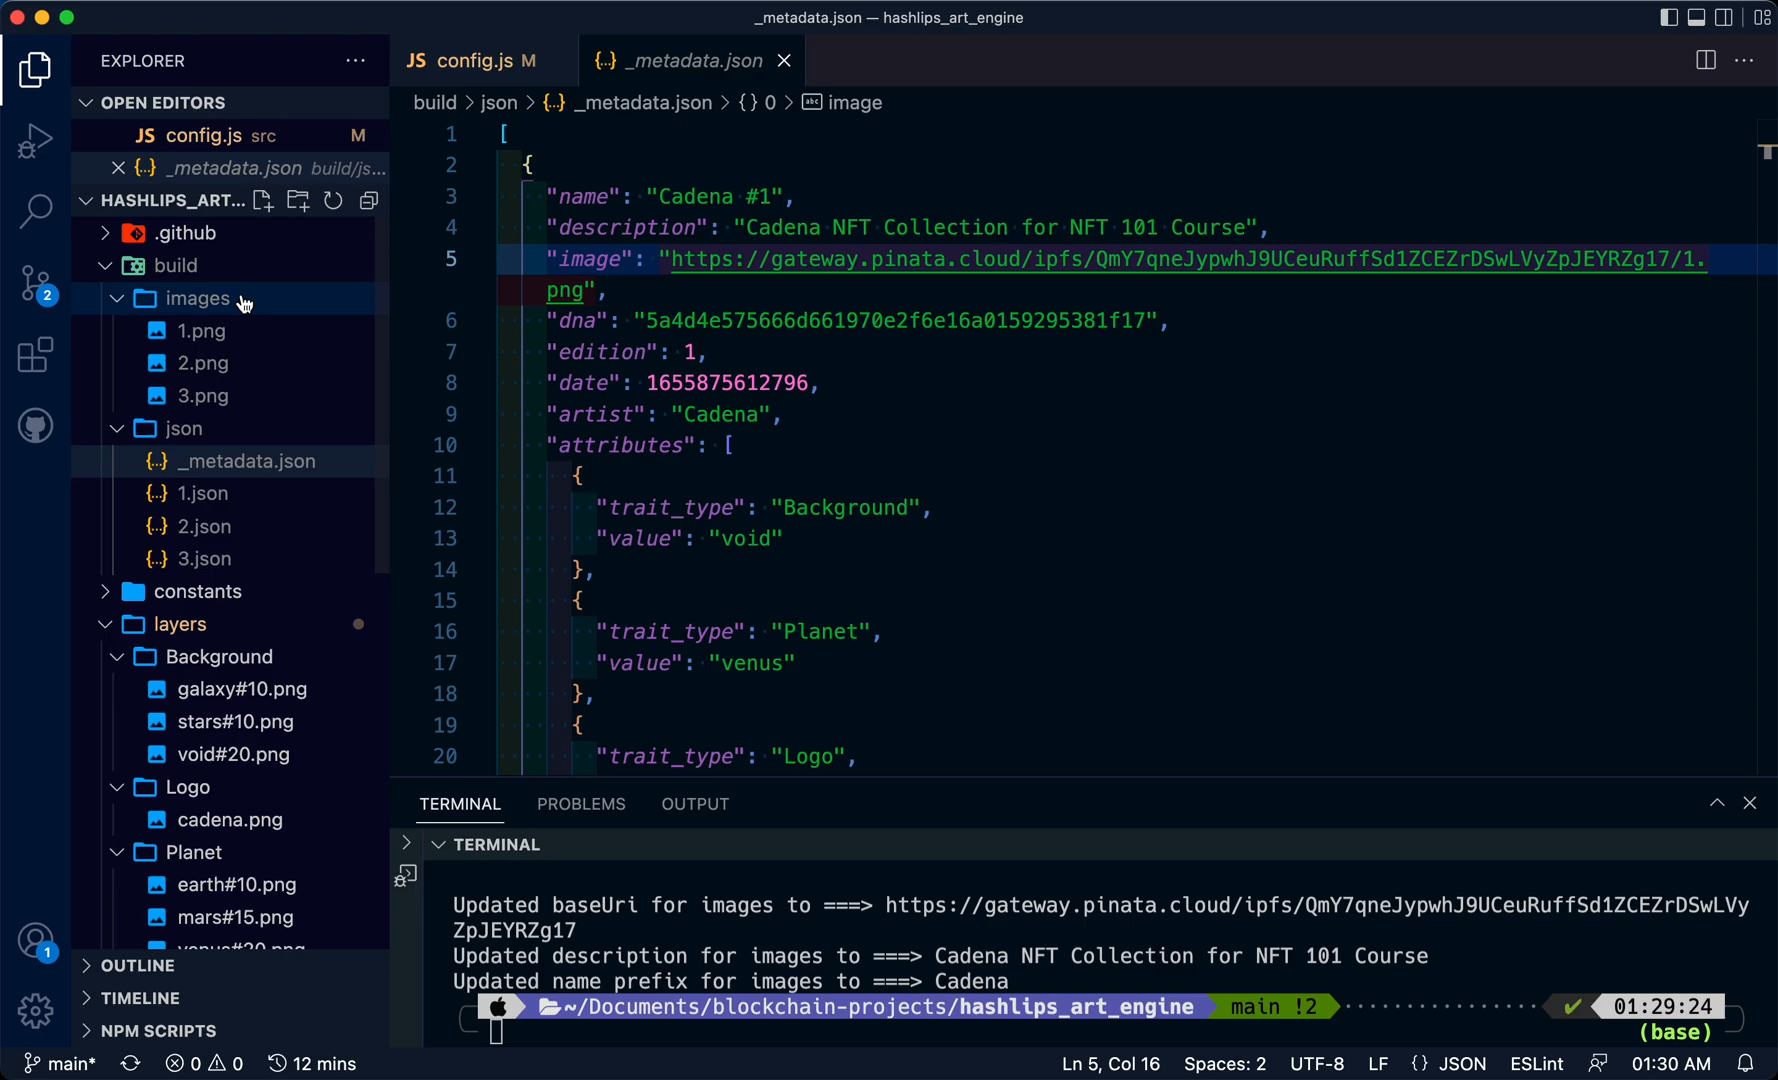 _metadata.json — hashlips_art_engine
EXPLORER
OPEN EDITORS
JS config.js src M
{..} _metadata.json build/js...
HASHLIPS_ART...
.github
build
images
1.png
2.png
3.png
json
{..} _metadata.json
{..} 1.json
{..} 2.json
{..} 3.json
constants
layers
Background
galaxy#10.png
stars#10.png
void#20.png
Logo
cadena.png
Planet
earth#10.png
mars#15.png
venus#20.png
OUTLINE
TIMELINE
NPM SCRIPTS
2
1
JS config.js M
{..} _metadata.json
build > json > {..} _metadata.json > { } 0 > abc image
1 [
2 {
3 "name": "Cadena #1",
4 "description": "Cadena NFT Collection for NFT 101 Course",
5 "image": "https://gateway.pinata.cloud/ipfs/QmY7qneJypwhJ9UCeuRuffSd1ZCEZrDSwLVyZpJEYRZg17/1.
png",
6 "dna": "5a4d4e575666d661970e2f6e16a0159295381f17",
7 "edition": 1,
8 "date": 1655875612796,
9 "artist": "Cadena",
10 "attributes": [
11 {
12 "trait_type": "Background",
13 "value": "void"
14 },
15 {
16 "trait_type": "Planet",
17 "value": "venus"
18 },
19 {
20 "trait_type": "Logo",
TERMINAL PROBLEMS OUTPUT
TERMINAL
Updated baseUri for images to ===> https://gateway.pinata.cloud/ipfs/QmY7qneJypwhJ9UCeuRuffSd1ZCEZrDSwLVy
ZpJEYRZg17
Updated description for images to ===> Cadena NFT Collection for NFT 101 Course
Updated name prefix for images to ===> Cadena
~/Documents/blockchain-projects/hashlips_art_engine main !2 ✔ 01:29:24
(base)
main* 0 0 12 mins Ln 5, Col 16 Spaces: 2 UTF-8 LF { } JSON ESLint 01:30 AM